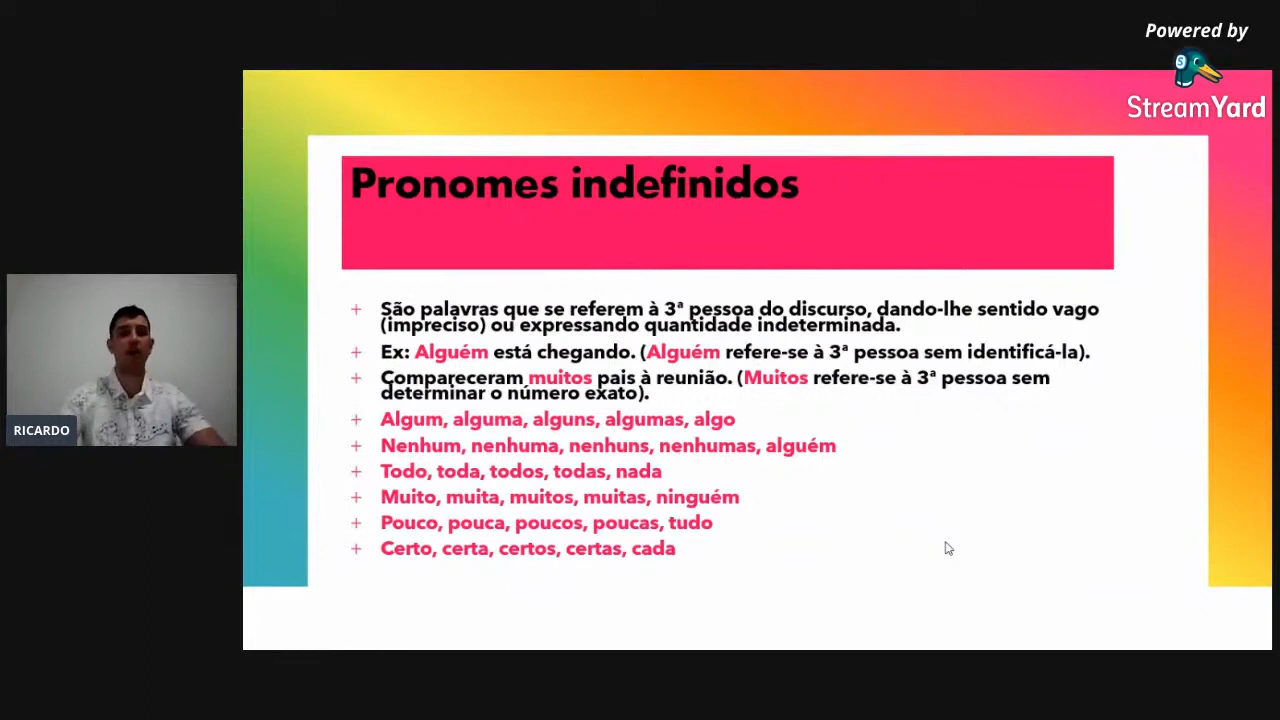 Powered by
StreamYard
Pronomes indefinidos
São palavras que se referem à 3ª pessoa do discurso, dando-lhe sentido vago
(impreciso) ou expressando quantidade indeterminada.
Ex: Alguém está chegando. (Alguém refere-se à 3ª pessoa sem identificá-la).
Compareceram muitos pais à reunião. (Muitos refere-se à 3ª pessoa sem
determinar o número exato).
Algum, alguma, alguns, algumas, algo
Nenhum, nenhuma, nenhuns, nenhumas, alguém
Todo, toda, todos, todas, nada
Muito, muita, muitos, muitas, ninguém
Pouco, pouca, poucos, poucas, tudo
Certo, certa, certos, certas, cada
RICARDO